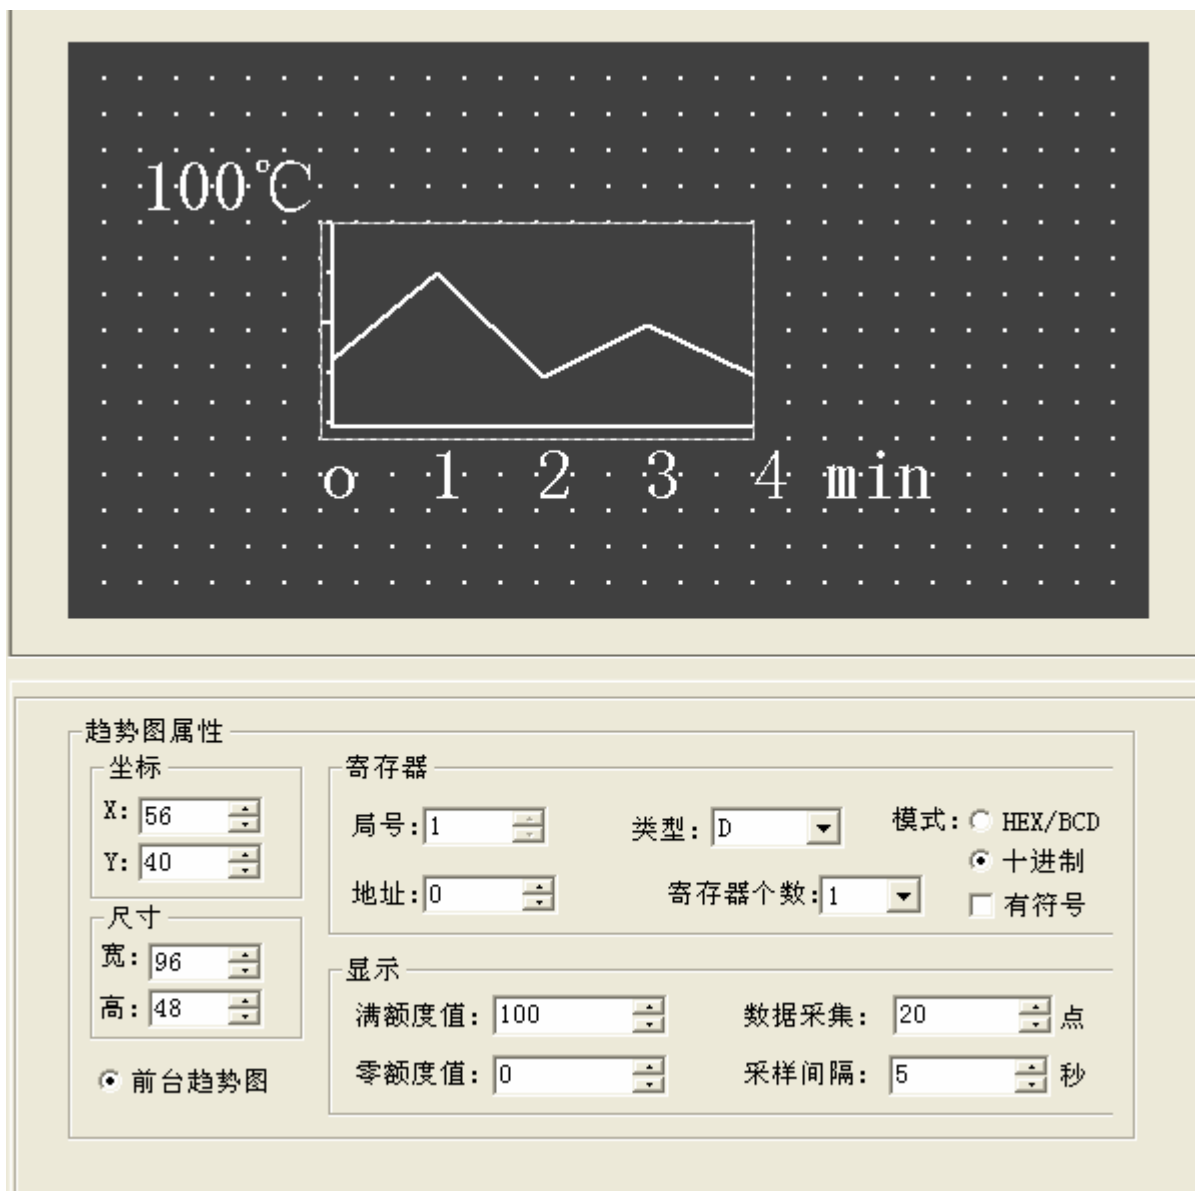 100℃
o 1 2 3 4 min
趋势图属性
坐标
X: 56
Y: 40
尺寸
宽: 96
高: 48
前台趋势图
寄存器
局号: 1 类型: D 模式: HEX/BCD
十进制
地址: 0 寄存器个数: 1 有符号
显示
满额度值: 100 数据采集: 20 点
零额度值: 0 采样间隔: 5 秒